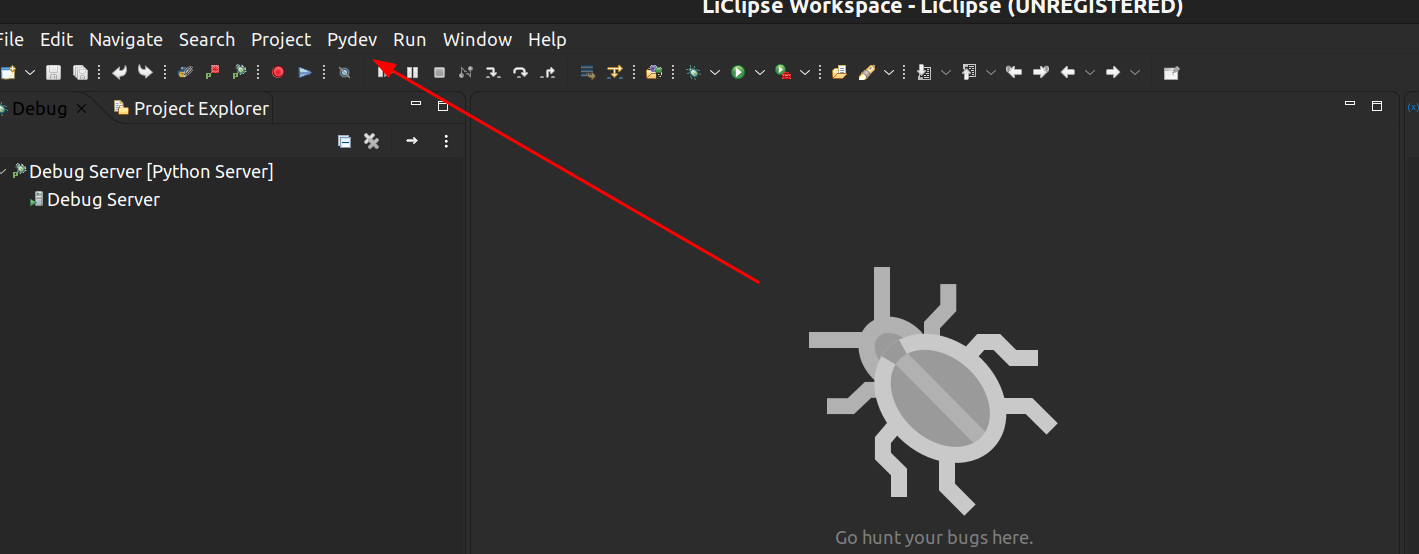 LiClipse Workspace - LiClipse (UNREGISTERED)
File Edit Navigate Search Project Pydev Run Window Help
Debug Project Explorer
Debug Server [Python Server]
Debug Server
Go hunt your bugs here.